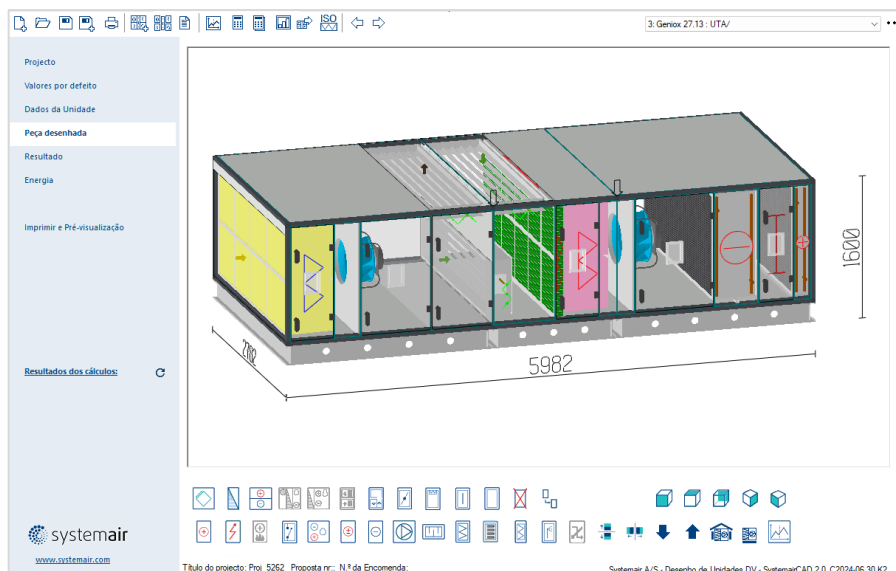 ISO
3: Geniox 27.13 : UTA/
Projecto
Valores por defeito
Dados da Unidade
Peça desenhada
Resultado
Energia
Imprimir e Pré-visualização
1600
2702
5982
Resultados dos cálculos:
systemair
www.systemair.com
Título do projecto: Proj_5262 Proposta nr.: N.º da Encomenda:
Systemair A/S - Desenho de Unidades DV - SystemairCAD 2.0, C2024-06.30.K2